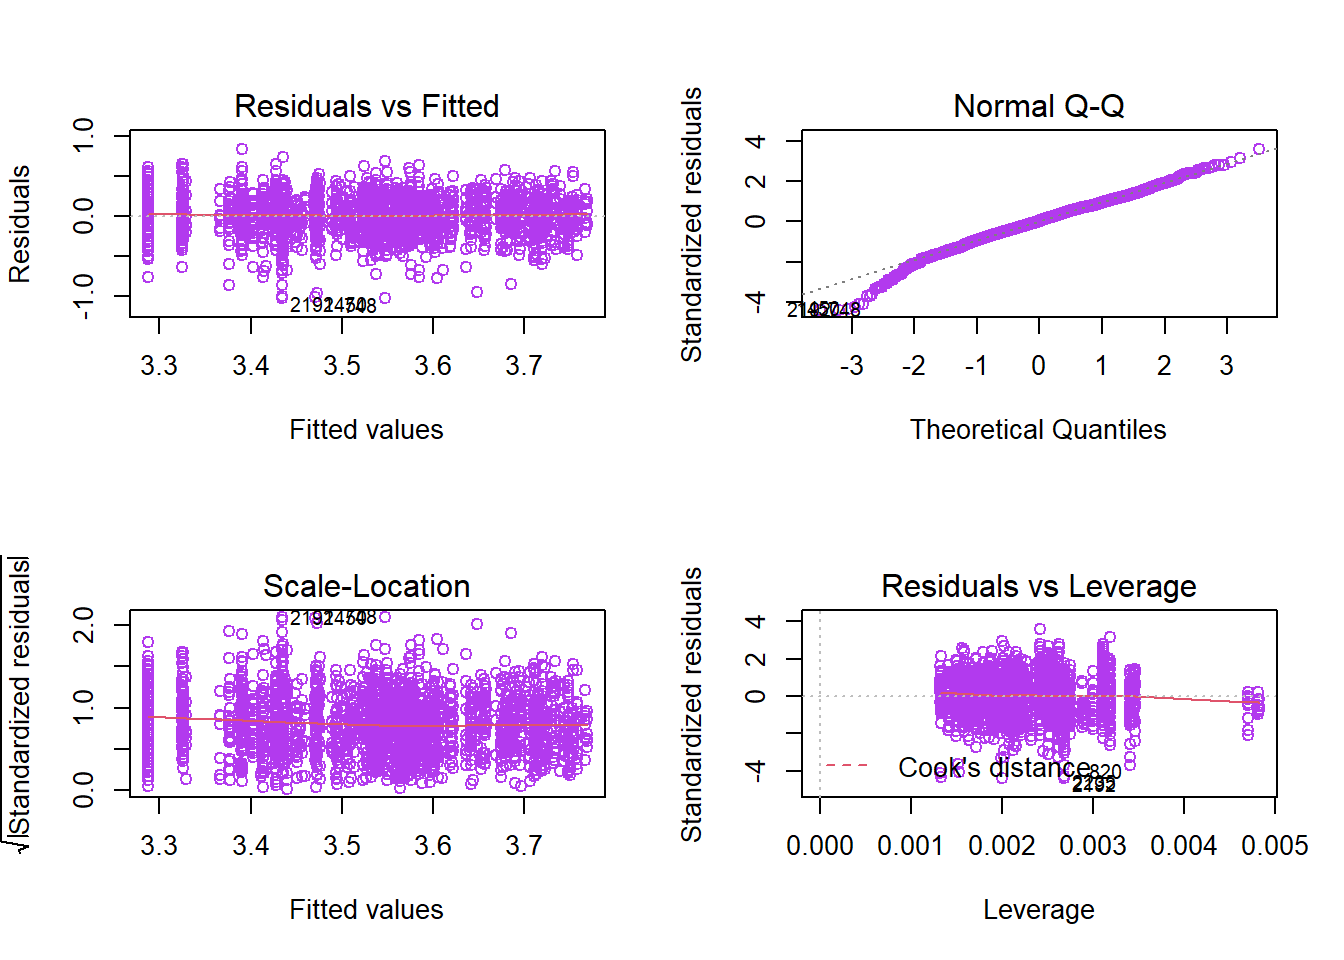 Residuals vs Fitted
Residuals
1.0
0.0
-1.0
3.3 3.4 3.5 3.6 3.7
Fitted values
Normal Q-Q
Standardized residuals
4
2
0
-4
-3 -2 -1 0 1 2 3
Theoretical Quantiles
Scale-Location
√|Standardized residuals|
2.0
1.0
0.0
3.3 3.4 3.5 3.6 3.7
Fitted values
Residuals vs Leverage
Standardized residuals
4
2
0
-4
Cook's distance
820
0.000 0.001 0.002 0.003 0.004 0.005
Leverage